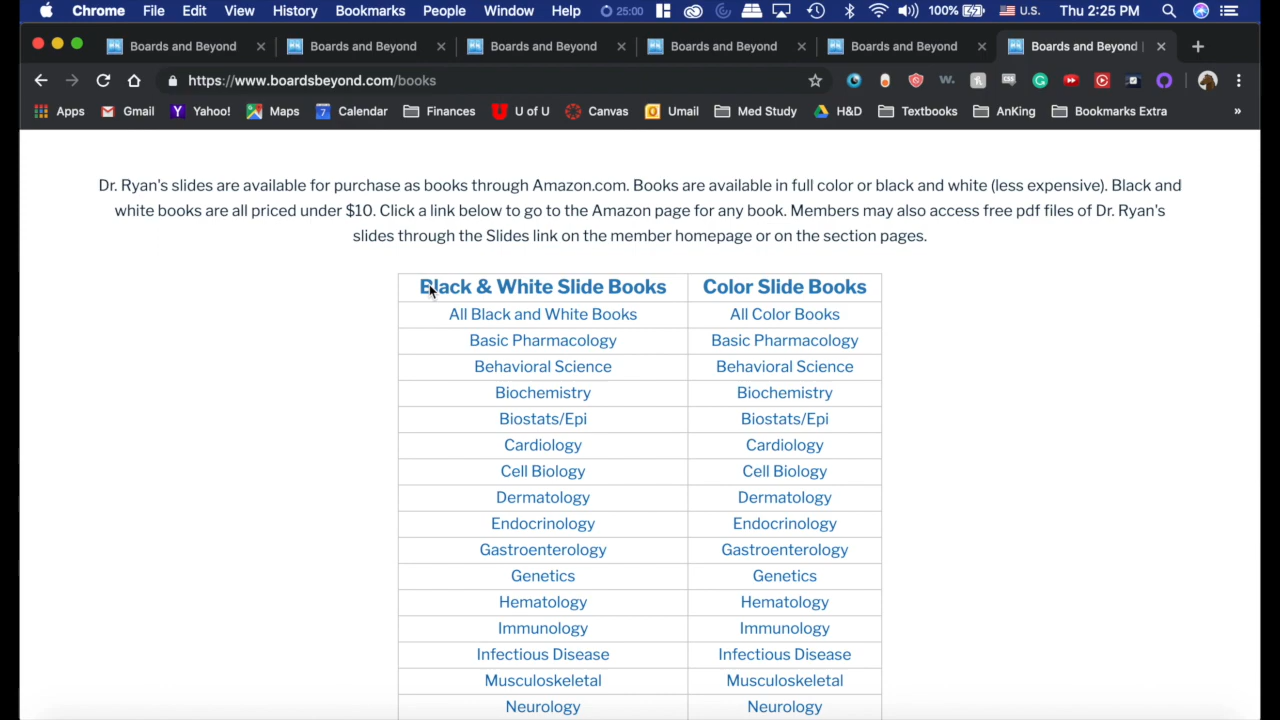 Chrome File Edit View History Bookmarks People Window Help 25:00 100% U.S. Thu 2:25 PM
Boards and Beyond Boards and Beyond Boards and Beyond Boards and Beyond Boards and Beyond Boards and Beyond |
https://www.boardsbeyond.com/books
Apps Gmail Yahoo! Maps Calendar Finances U of U Canvas Umail Med Study H&D Textbooks AnKing Bookmarks Extra »
Dr. Ryan's slides are available for purchase as books through Amazon.com. Books are available in full color or black and white (less expensive). Black and
white books are all priced under $10. Click a link below to go to the Amazon page for any book. Members may also access free pdf files of Dr. Ryan's
slides through the Slides link on the member homepage or on the section pages.
Black & White Slide Books Color Slide Books
All Black and White Books All Color Books
Basic Pharmacology Basic Pharmacology
Behavioral Science Behavioral Science
Biochemistry Biochemistry
Biostats/Epi Biostats/Epi
Cardiology Cardiology
Cell Biology Cell Biology
Dermatology Dermatology
Endocrinology Endocrinology
Gastroenterology Gastroenterology
Genetics Genetics
Hematology Hematology
Immunology Immunology
Infectious Disease Infectious Disease
Musculoskeletal Musculoskeletal
Neurology Neurology